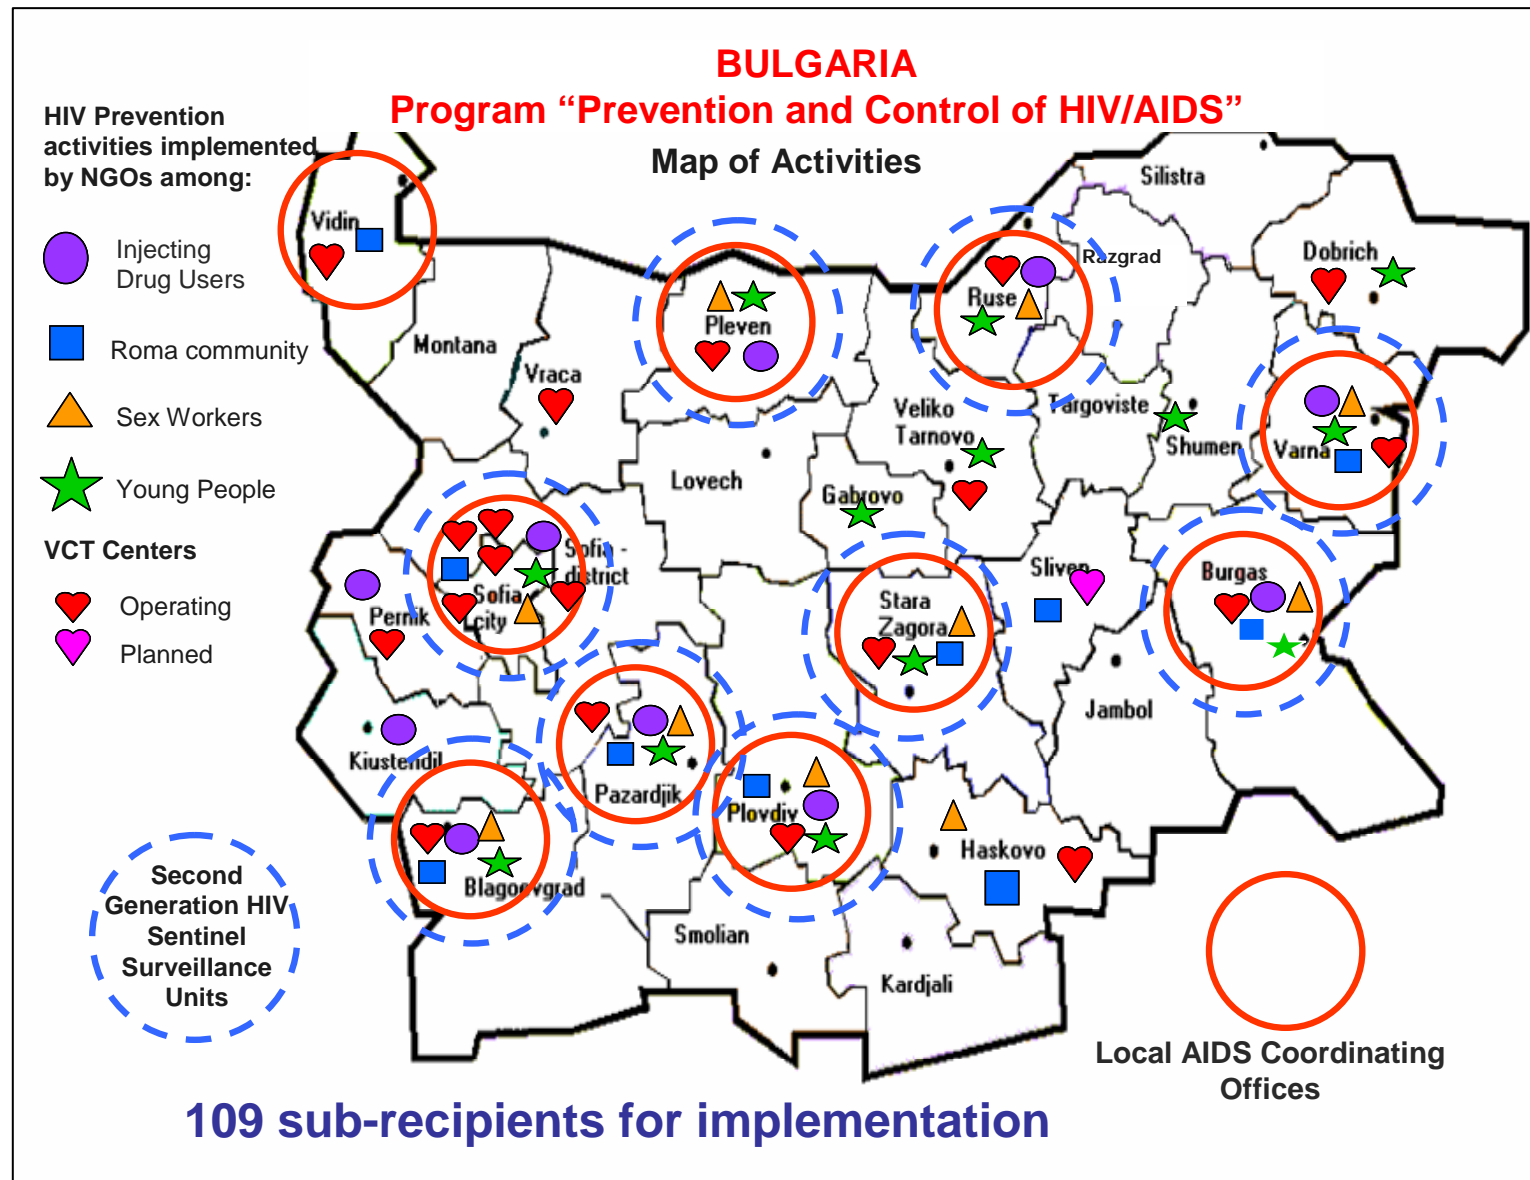 BULGARIA
Program “Prevention and Control of HIV/AIDS”
Map of Activities
HIV Prevention
activities implemented
by NGOs among:
Injecting
Drug Users
Roma community
Sex Workers
Young People
VCT Centers
Operating
Planned
Vidin
Montana
Vraca
Pleven
Lovech
Veliko
Tarnovo
Gabrovo
Ruse
Razgrad
Silistra
Dobrich
Targoviste
Shumen
Varna
Sofia -
district
Sofia
city
Pernik
Kiustendil
Blagoevgrad
Pazardjik
Plovdiv
Stara
Zagora
Sliven
Burgas
Jambol
Haskovo
Smolian
Kardjali
Second
Generation HIV
Sentinel
Surveillance
Units
Local AIDS Coordinating
Offices
109 sub-recipients for implementation